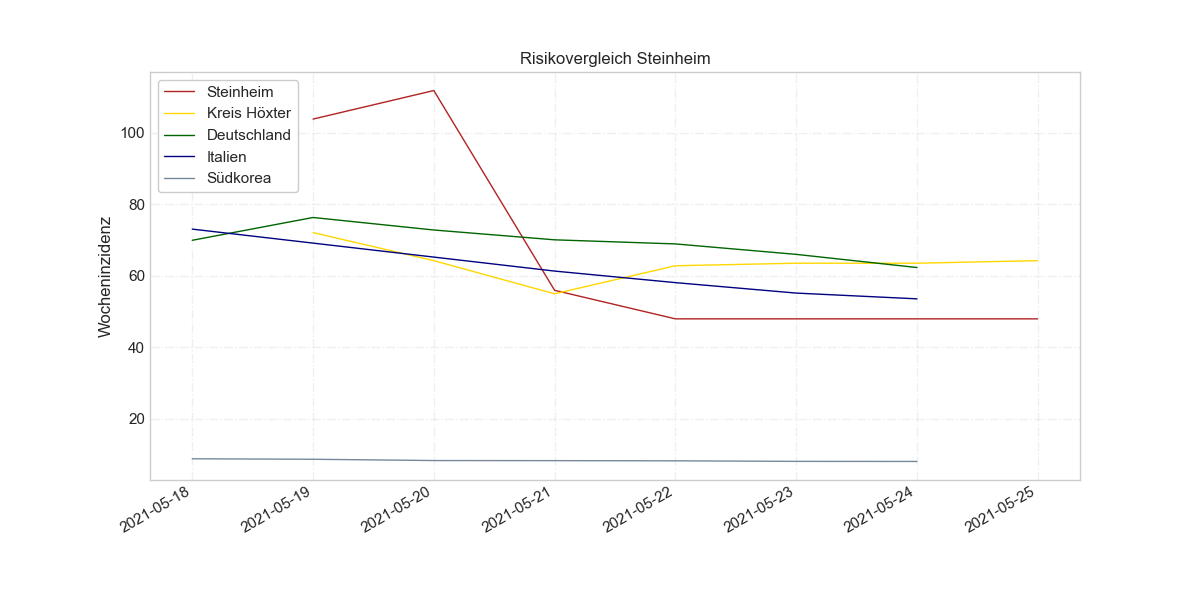 Risikovergleich Steinheim
Steinheim
Kreis Höxter
Deutschland
Italien
Südkorea
Wocheninzidenz
100
80
60
40
20
2021-05-18
2021-05-19
2021-05-20
2021-05-21
2021-05-22
2021-05-23
2021-05-24
2021-05-25